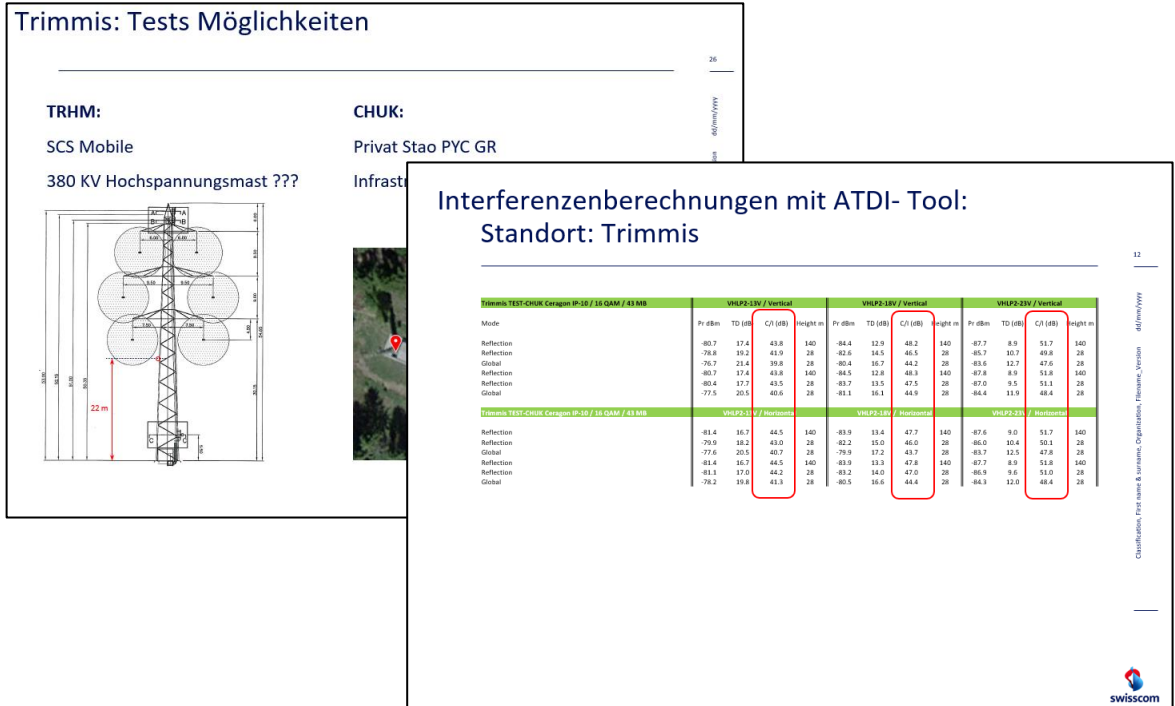 Trimmis: Tests Möglichkeiten
26
TRHM:
SCS Mobile
380 KV Hochspannungsmast ???
CHUK:
Privat Stao PYC GR
Infrastr
dd/mm/yyyy
22 m
Interferenzenberechnungen mit ATDI- Tool:
Standort: Trimmis
12
Trimmis TEST-CHUK Ceragon IP-10 / 16 QAM / 43 MB VHLP2-13V / Vertical VHLP2-18V / Vertical VHLP2-23V / Vertical
Mode Pr dBm TD (dB) C/I (dB) Height m Pr dBm TD (dB) C/I (dB) Height m Pr dBm TD (dB) C/I (dB) Height m
Reflection -80.7 17.4 43.8 140 -84.4 12.9 48.2 140 -87.7 8.9 51.7 140
Reflection -78.8 19.2 41.9 28 -82.6 14.5 46.5 28 -85.7 10.7 49.8 28
Global -76.7 21.4 39.8 28 -80.4 16.7 44.2 28 -83.6 12.7 47.6 28
Reflection -80.7 17.4 43.8 140 -84.5 12.8 48.3 140 -87.8 8.9 51.8 140
Reflection -80.4 17.7 43.5 28 -83.7 13.5 47.5 28 -87.0 9.5 51.1 28
Global -77.5 20.5 40.6 28 -81.1 16.1 44.9 28 -84.4 11.9 48.4 28
Trimmis TEST-CHUK Ceragon IP-10 / 16 QAM / 43 MB VHLP2-13V / Horizontal VHLP2-18V / Horizontal VHLP2-23V / Horizontal
Reflection -81.4 16.7 44.5 140 -83.9 13.4 47.7 140 -87.6 9.0 51.7 140
Reflection -79.9 18.2 43.0 28 -82.2 15.0 46.0 28 -86.0 10.4 50.1 28
Global -77.6 20.5 40.7 28 -79.9 17.2 43.7 28 -83.7 12.5 47.8 28
Reflection -81.4 16.7 44.5 140 -83.9 13.3 47.8 140 -87.7 8.9 51.8 140
Reflection -81.1 17.0 44.2 28 -83.2 14.0 47.0 28 -86.9 9.6 51.0 28
Global -78.2 19.8 41.3 28 -80.5 16.6 44.4 28 -84.3 12.0 48.4 28
Classification, First name & surname, Organization, Filename_Version dd/mm/yyyy
swisscom